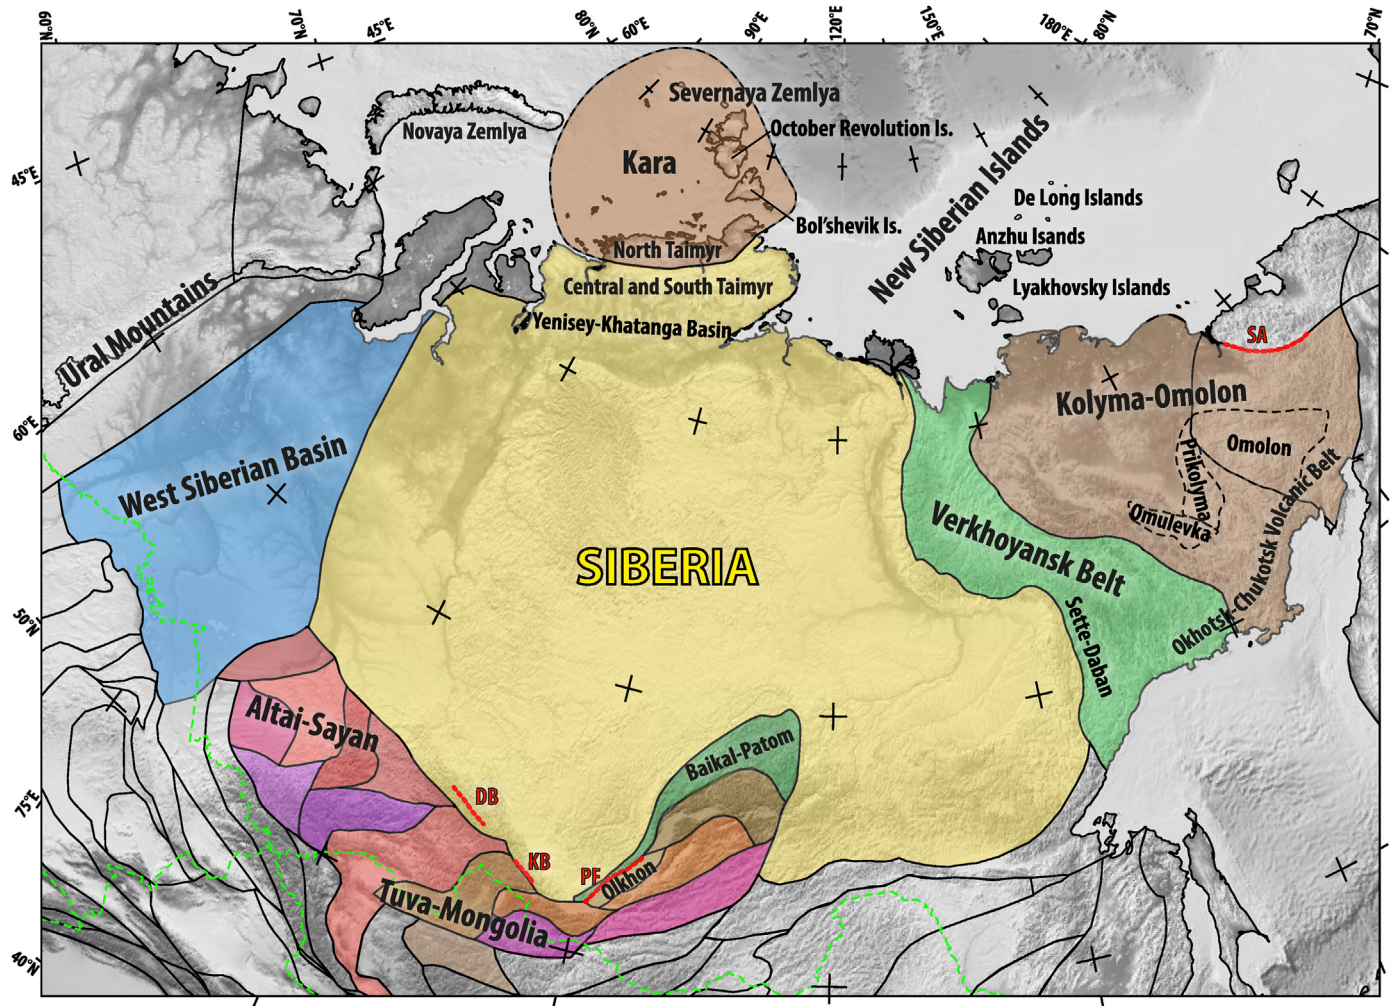 60°N
70°N
45°E
80°N
60°E
90°E
120°E
150°E
180°E
80°N
70°N
Severnaya Zemlya
Novaya Zemlya
October Revolution Is.
Kara
45°E
New Siberian Islands
De Long Islands
Bol'shevik Is.
Anzhu Isands
North Taimyr
Central and South Taimyr
Lyakhovsky Islands
Ural Mountains
Yenisey-Khatanga Basin
SA
Kolyma-Omolon
60°E
Omolon
Prikolyma
West Siberian Basin
Omulevka
Okhotsk-Chukotsk Volcanic Belt
Verkhoyansk Belt
SIBERIA
50°N
Sette-Daban
Altai-Sayan
Baikal-Patom
75°E
DB
KB
PF
Olkhon
Tuva-Mongolia
40°N